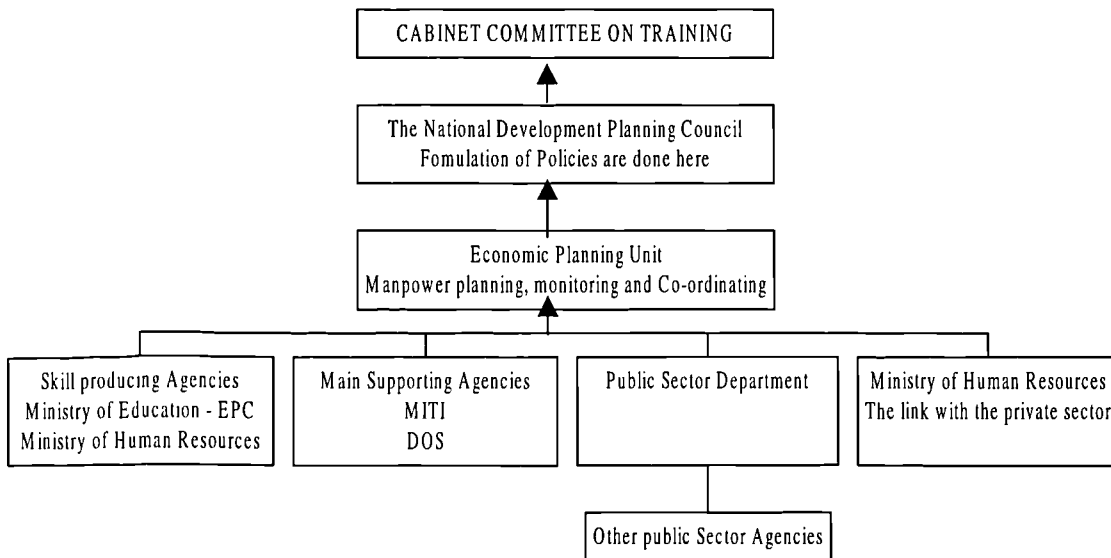 CABINET COMMITTEE ON TRAINING
The National Development Planning Council
Fomulation of Policies are done here
Economic Planning Unit
Manpower planning, monitoring and Co-ordinating
Skill producing Agencies
Ministry of Education - EPC
Ministry of Human Resources
Main Supporting Agencies
MITI
DOS
Public Sector Department
Ministry of Human Resources
The link with the private sector
Other public Sector Agencies